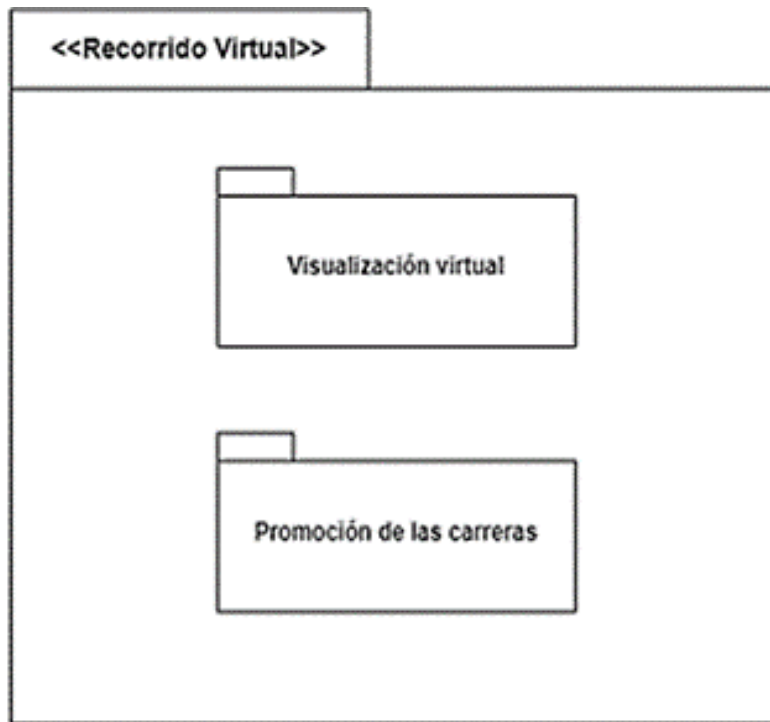 <<Recorrido Virtual>>
Visualización virtual
Promoción de las carreras